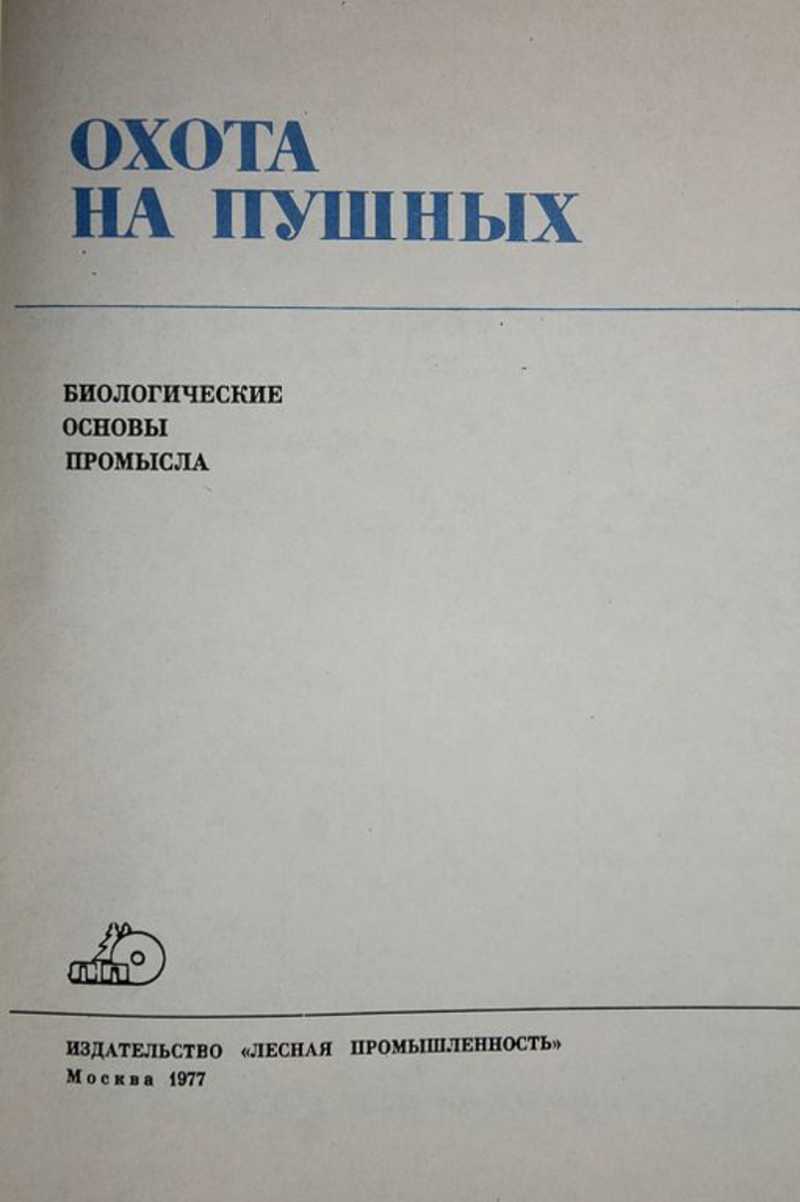 ОХОТА
НА ПУШНЫХ
БИОЛОГИЧЕСКИЕ
ОСНОВЫ
ПРОМЫСЛА
ИЗДАТЕЛЬСТВО «ЛЕСНАЯ ПРОМЫШЛЕННОСТЬ»
Москва 1977